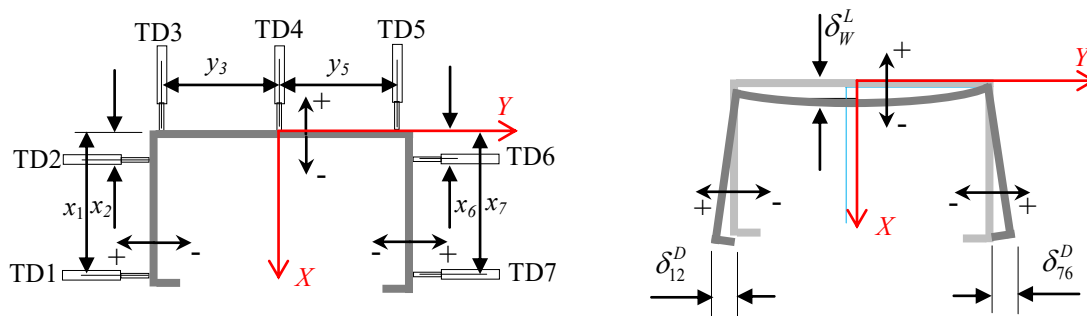 TD3 TD4 TD5
y₃ y₅
+
Y
-
TD2 TD6
x₁ x₂ x₆ x₇
+ - - +
TD1 X TD7
δ_W^L
+
Y
-
+ - - +
X
δ_12^D δ_76^D